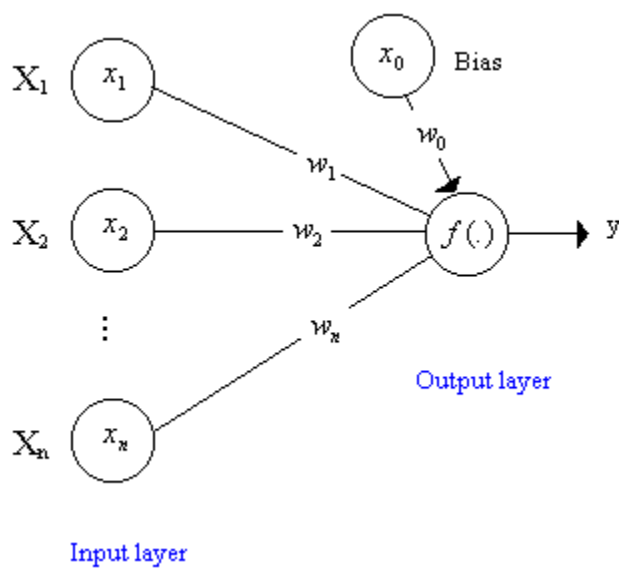 X₁ x₁ x₀ Bias
w₀
w₁
X₂ x₂ w₂ f(.) y
⋮
wₙ
Output layer
Xₙ xₙ
Input layer